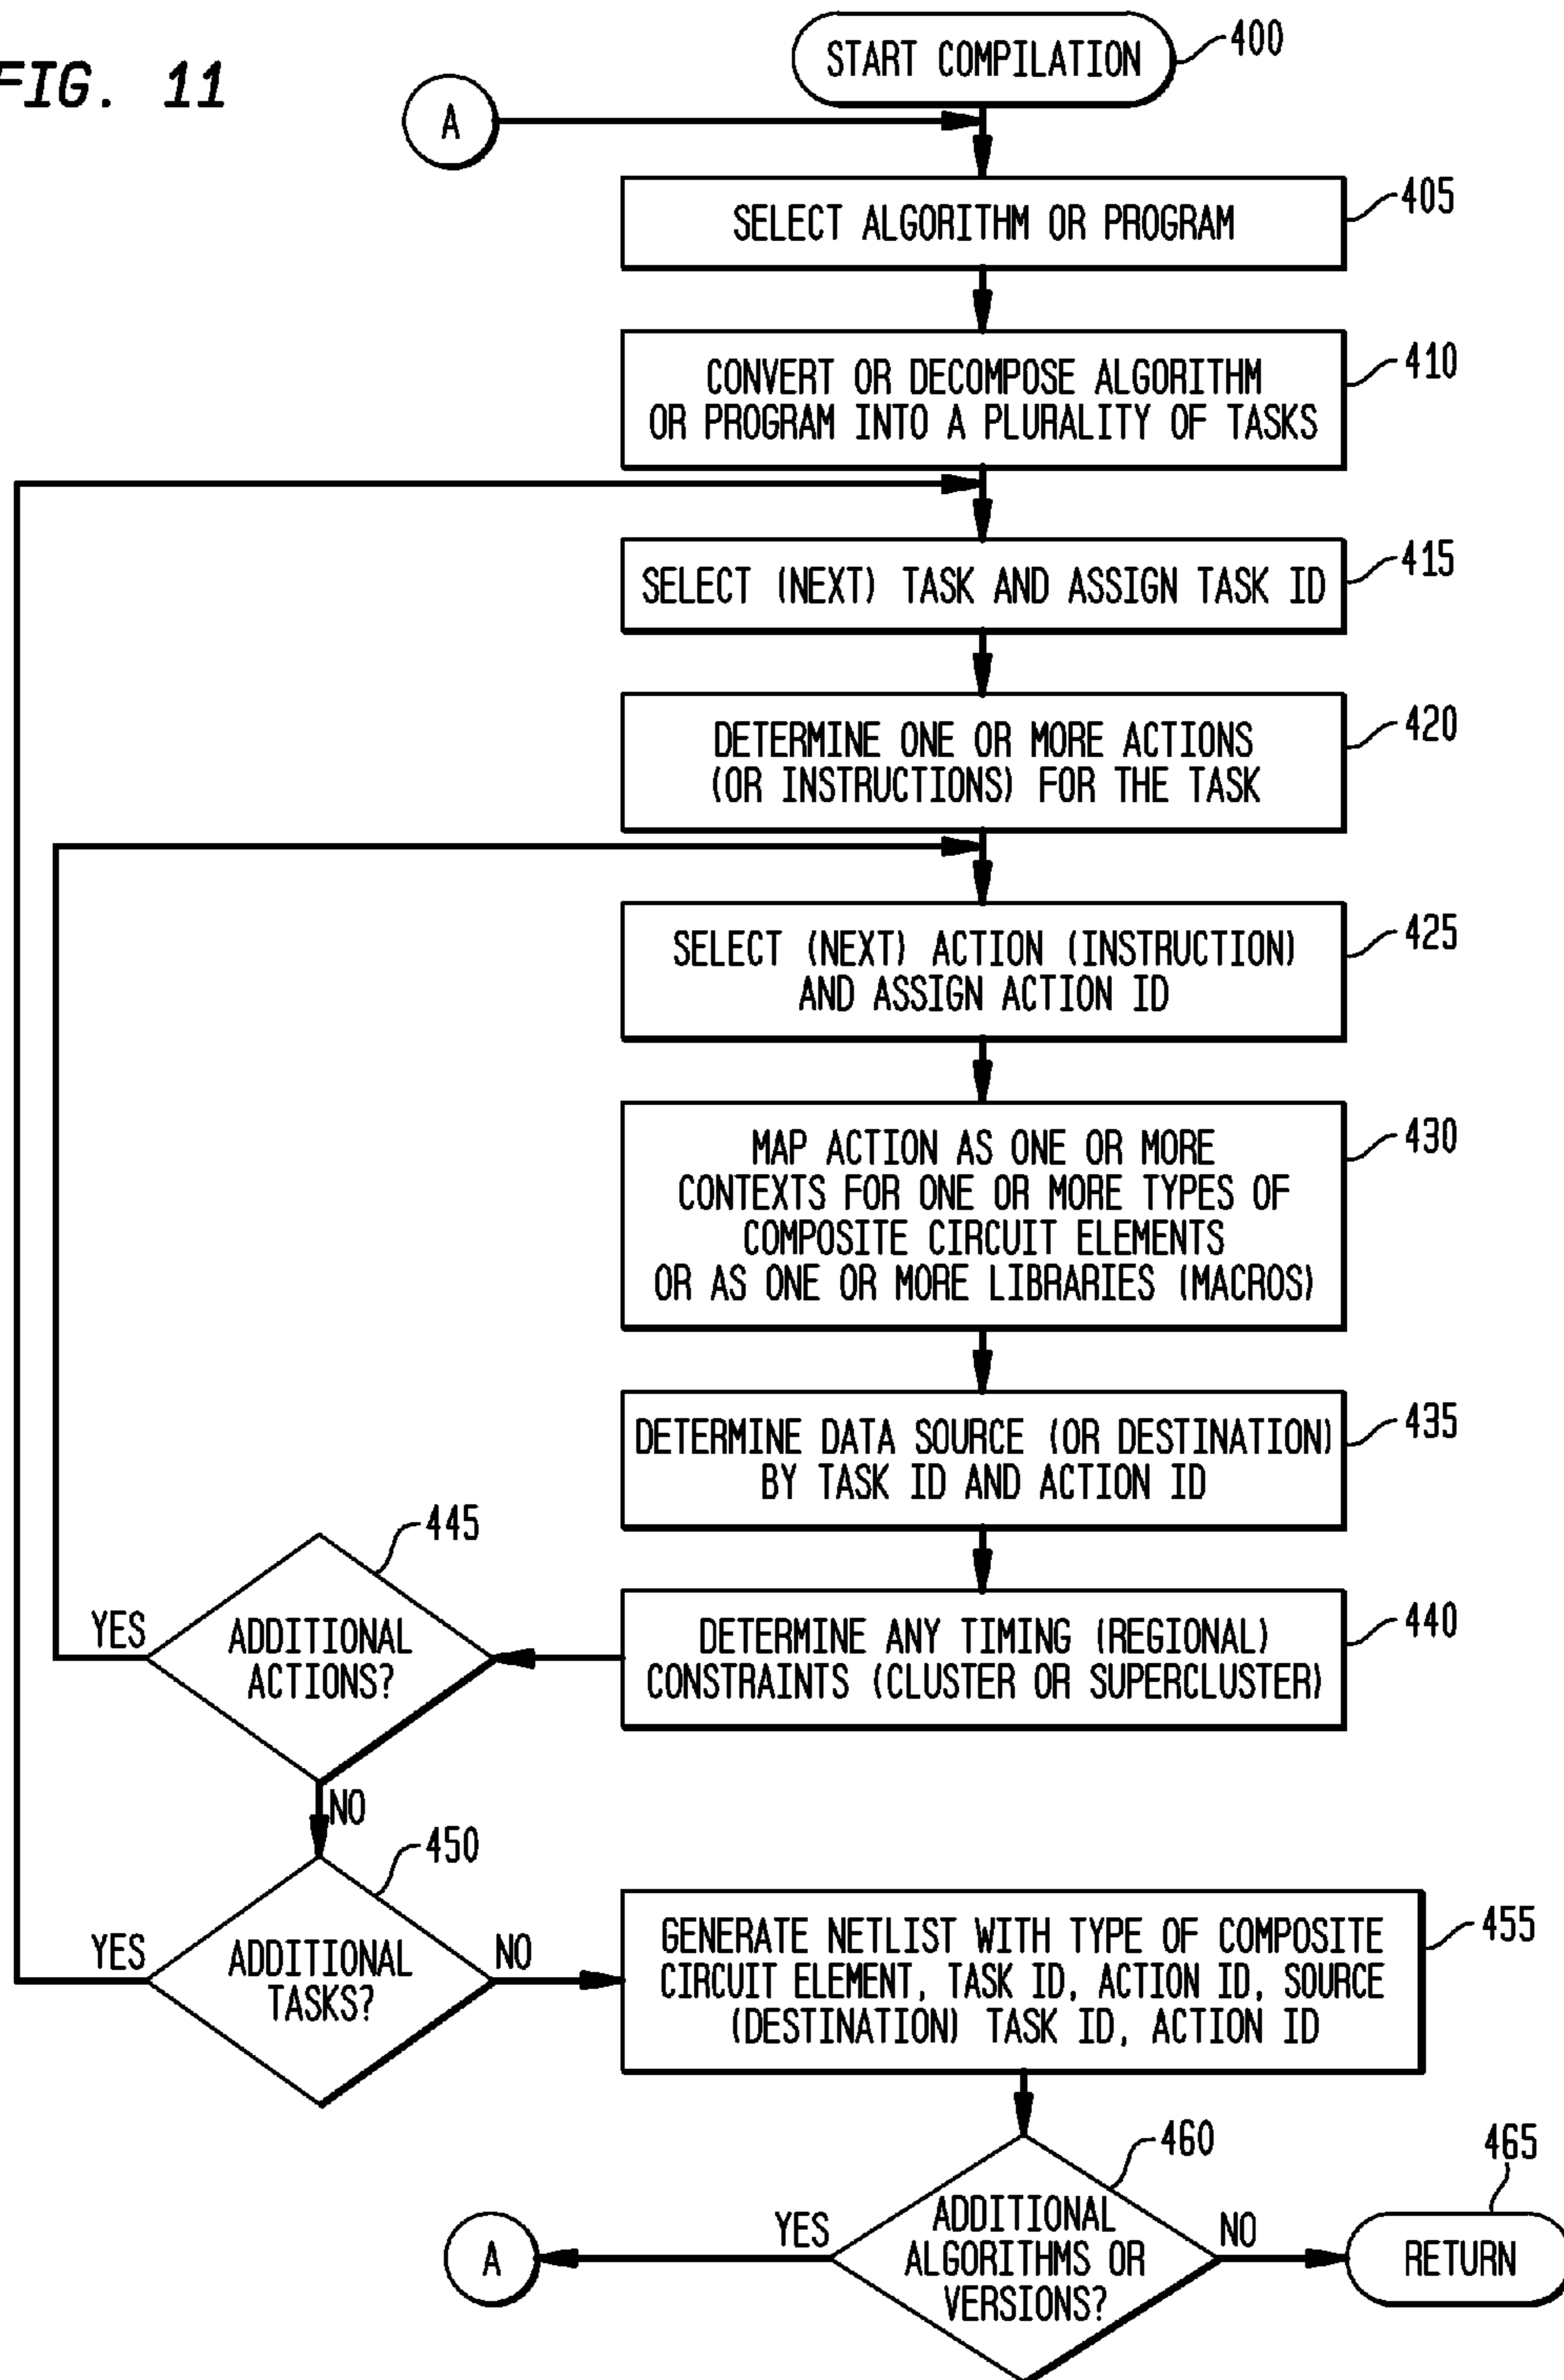 FIG. 11
START COMPILATION
400
A
SELECT ALGORITHM OR PROGRAM
405
CONVERT OR DECOMPOSE ALGORITHM
OR PROGRAM INTO A PLURALITY OF TASKS
410
SELECT (NEXT) TASK AND ASSIGN TASK ID
415
DETERMINE ONE OR MORE ACTIONS
(OR INSTRUCTIONS) FOR THE TASK
420
SELECT (NEXT) ACTION (INSTRUCTION)
AND ASSIGN ACTION ID
425
MAP ACTION AS ONE OR MORE
CONTEXTS FOR ONE OR MORE TYPES OF
COMPOSITE CIRCUIT ELEMENTS
OR AS ONE OR MORE LIBRARIES (MACROS)
430
DETERMINE DATA SOURCE (OR DESTINATION)
BY TASK ID AND ACTION ID
435
DETERMINE ANY TIMING (REGIONAL)
CONSTRAINTS (CLUSTER OR SUPERCLUSTER)
440
445
YES
ADDITIONAL
ACTIONS?
NO
450
YES
ADDITIONAL
TASKS?
NO
GENERATE NETLIST WITH TYPE OF COMPOSITE
CIRCUIT ELEMENT, TASK ID, ACTION ID, SOURCE
(DESTINATION) TASK ID, ACTION ID
455
460
ADDITIONAL
ALGORITHMS OR
VERSIONS?
YES
A
NO
465
RETURN